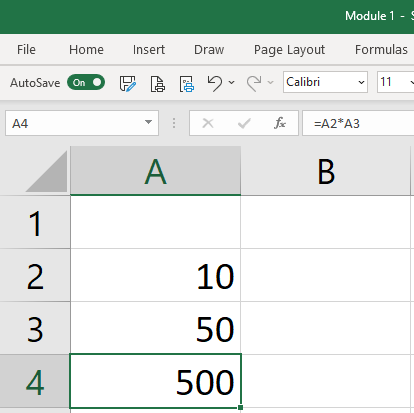 Module 1 - S
File Home Insert Draw Page Layout Formulas
AutoSave On Calibri 11
A4 fx =A2*A3
A B
1
2 10
3 50
4 500